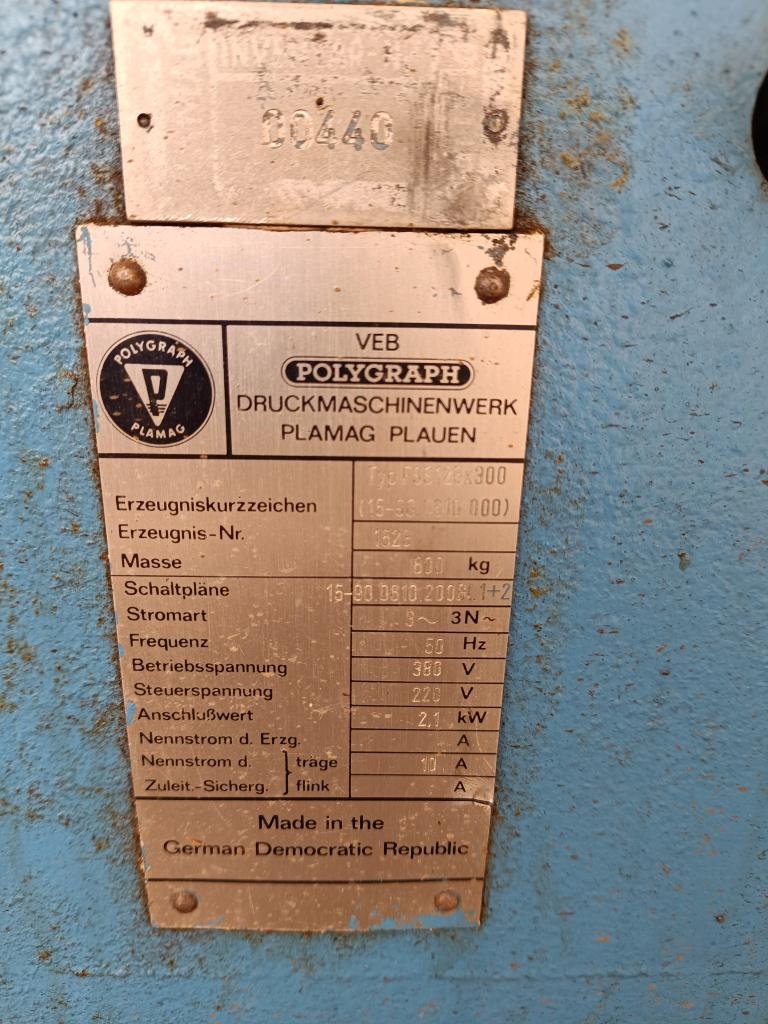 00440
POLYGRAPH
PLAMAG
VEB
POLYGRAPH
DRUCKMASCHINENWERK
PLAMAG PLAUEN
Erzeugniskurzzeichen
Erzeugnis-Nr.
Masse 600 kg
Schaltpläne
Stromart 3~ 3N~
Frequenz 50 Hz
Betriebsspannung 380 V
Steuerspannung 220 V
Anschlußwert 2,1 kW
Nennstrom d. Erzg. A
Nennstrom d. träge 10 A
Zuleit.-Sicherg. flink A
Made in the
German Democratic Republic